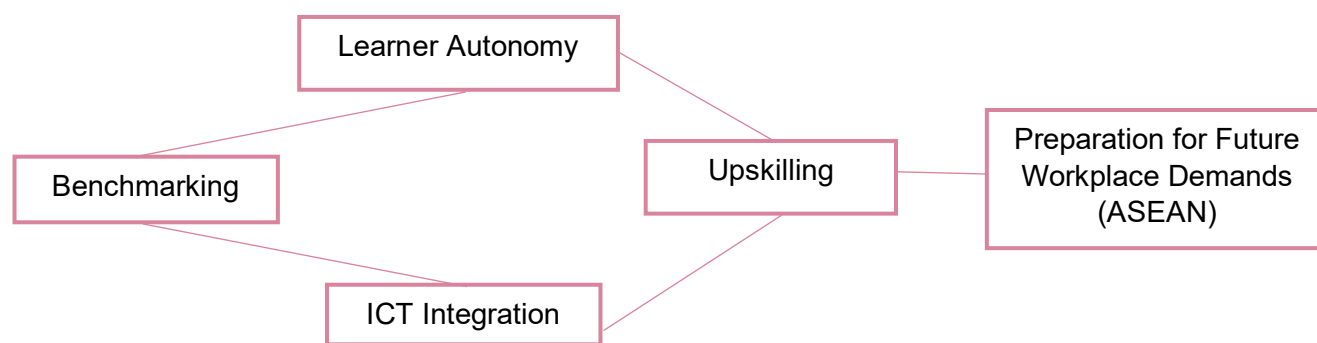 Learner Autonomy
Benchmarking
Upskilling
Preparation for Future
Workplace Demands
(ASEAN)
ICT Integration